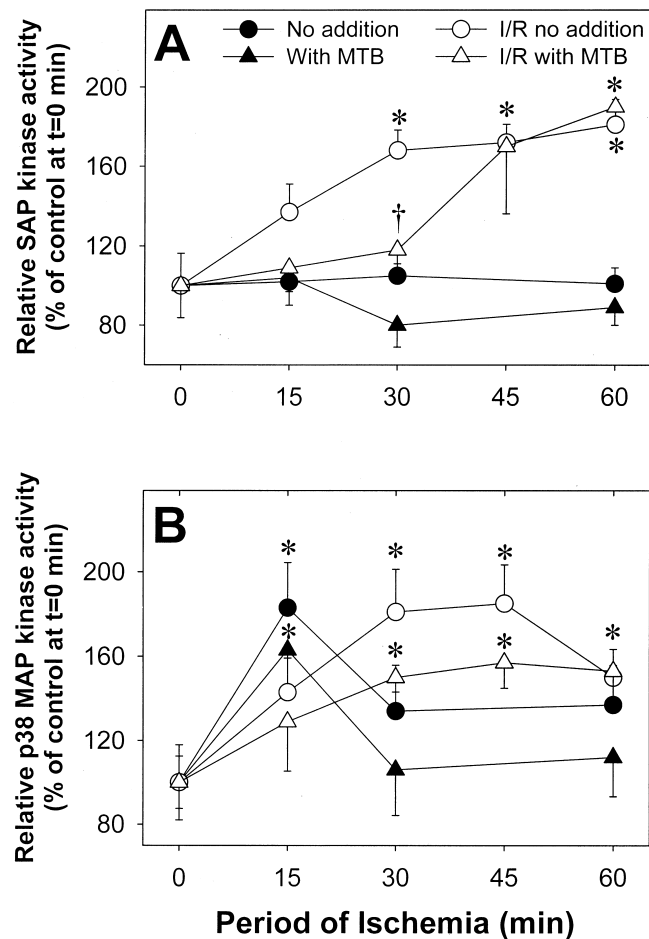 A
No addition
I/R no addition
With MTB
I/R with MTB
Relative SAP kinase activity
(% of control at t=0 min)
200
160
120
80
*
*
*
*
†
0
15
30
45
60
B
Relative p38 MAP kinase activity
(% of control at t=0 min)
200
160
120
80
*
*
*
*
*
*
*
0
15
30
45
60
Period of Ischemia (min)